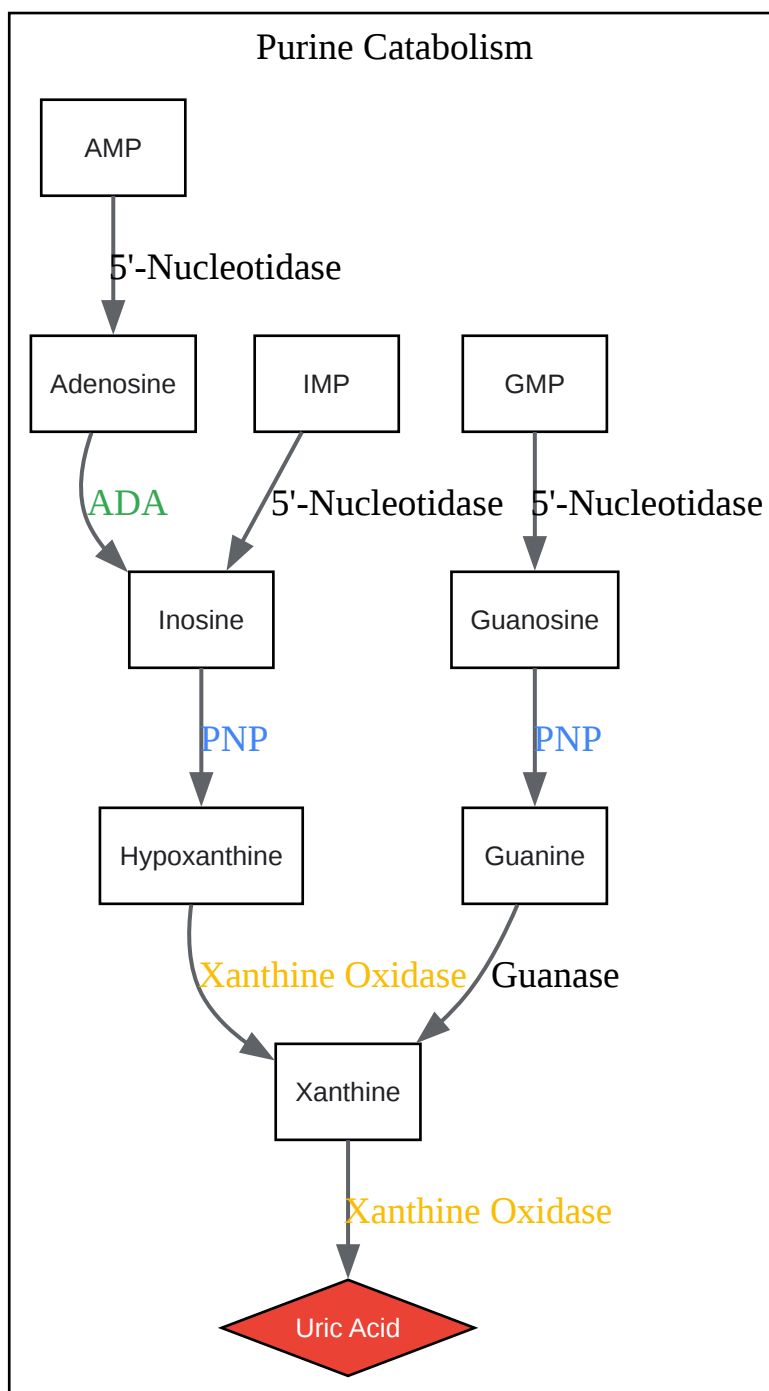 Purine Catabolism
AMP
5'-Nucleotidase
Adenosine
IMP
GMP
ADA
5'-Nucleotidase
5'-Nucleotidase
Inosine
Guanosine
PNP
PNP
Hypoxanthine
Guanine
Xanthine Oxidase
Guanase
Xanthine
Xanthine Oxidase
Uric Acid